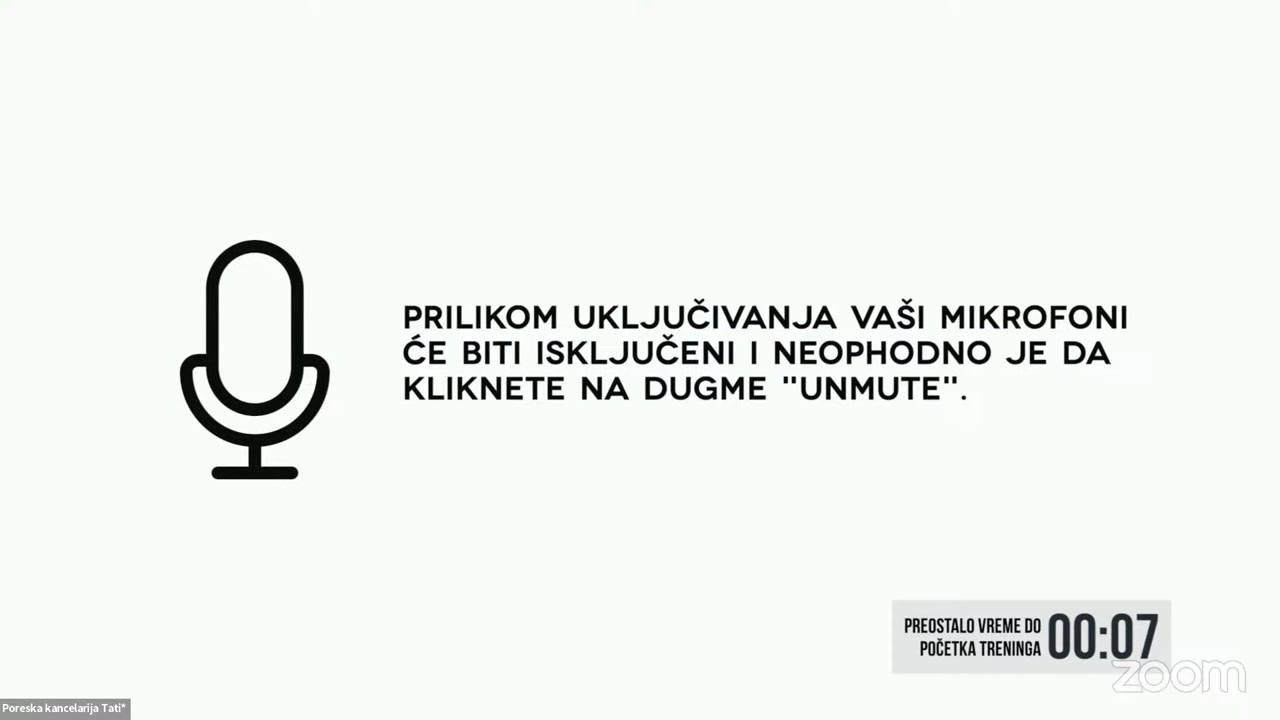 PRILIKOM UKLJUČIVANJA VAŠI MIKROFONI
ĆE BITI ISKLJUČENI I NEOPHODNO JE DA
KLIKNETE NA DUGME "UNMUTE".
PREOSTALO VREME DO
POČETKA TRENINGA
00:07
zoom
Poreska kancelarija Tati*